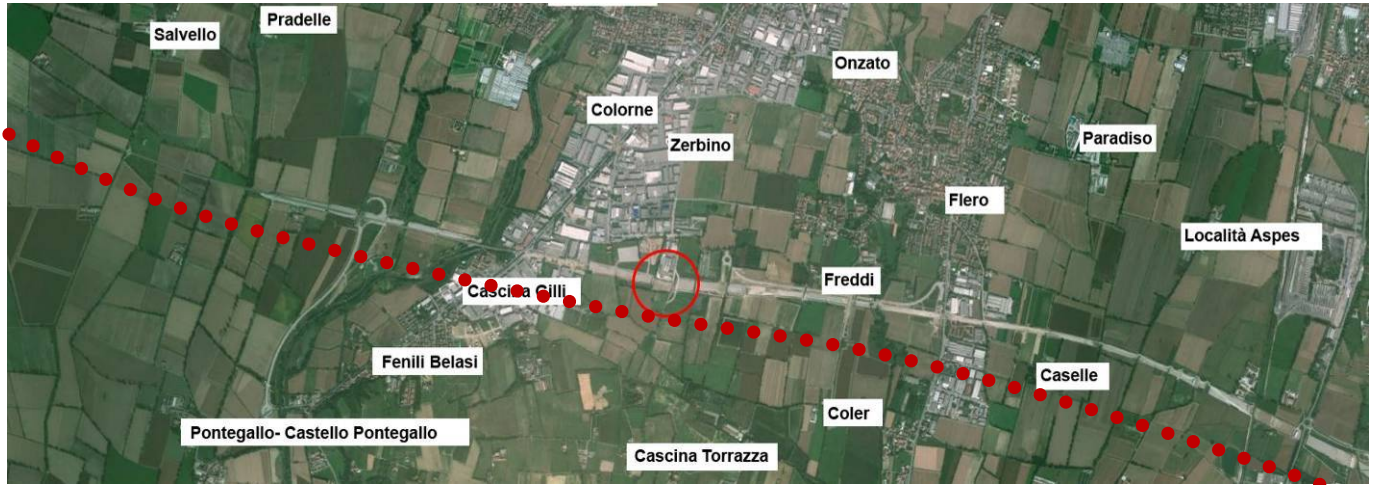 Pradelle
Salvello
Onzato
Colorne
Paradiso
Zerbino
Flero
Località Aspes
Freddi
Cascina Gilli
Fenili Belasi
Caselle
Coler
Pontegallo- Castello Pontegallo
Cascina Torrazza